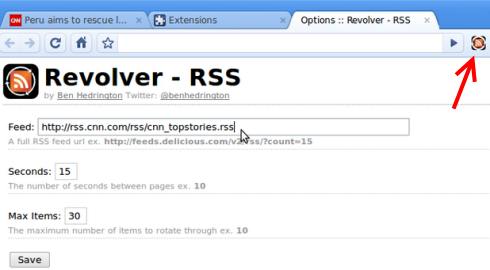 CNN Peru aims to rescue l... × Extensions × Options :: Revolver - RSS ×
Revolver - RSS
by Ben Hedrington Twitter: @benhedrington
Feed: http://rss.cnn.com/rss/cnn_topstories.rss
A full RSS feed url ex. http://feeds.delicious.com/v2/rss/?count=15
Seconds: 15
The number of seconds between pages ex. 10
Max Items: 30
The maximum number of items to rotate through ex. 10
Save